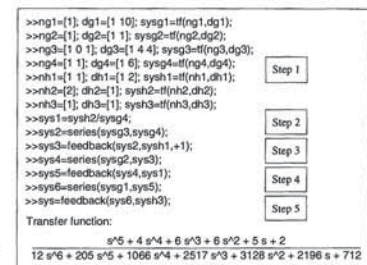 >>ng1=[1]; dg1=[1 10]; sysg1=tf(ng1,dg1);
>>ng2=[1]; dg2=[1 1]; sysg2=tf(ng2,dg2);
>>ng3=[1 0 1]; dg3=[1 4 4]; sysg3=tf(ng3,dg3);
>>ng4=[1 1]; dg4=[1 6]; sysg4=tf(ng4,dg4);
>>nh1=[1 1]; dh1=[1 2]; sysh1=tf(nh1,dh1);
Step 1
>>nh2=[2]; dh2=[1]; sysh2=tf(nh2,dh2);
>>nh3=[1]; dh3=[1]; sysh3=tf(nh3,dh3);
>>sys1=sysh2/sysg4;
>>sys2=series(sysg3,sysg4);
Step 2
>>sys3=feedback(sys2,sysh1,+1);
Step 3
>>sys4=series(sysg2,sys3);
>>sys5=feedback(sys4,sys1);
Step 4
>>sys6=series(sysg1,sys5);
>>sys=feedback(sys6,sysh3);
Step 5
Transfer function:
s^5 + 4 s^4 + 6 s^3 + 6 s^2 + 5 s + 2
12 s^6 + 205 s^5 + 1066 s^4 + 2517 s^3 + 3128 s^2 + 2196 s + 712